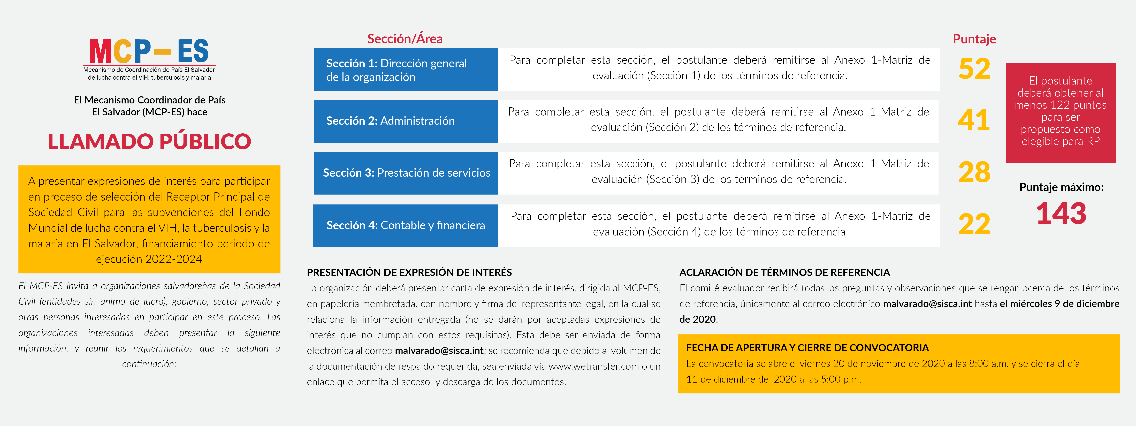 MCP-ES
Mecanismo de Coordinación de País El Salvador
de lucha contra el VIH, tuberculosis y malaria
El Mecanismo Coordinador de País
El Salvador (MCP-ES) hace
LLAMADO PÚBLICO
A presentar expresiones de interés para participar
en proceso de selección del Receptor Principal de
Sociedad Civil para las subvenciones del Fondo
Mundial de lucha contra el VIH, la tuberculosis y la
malaria en El Salvador, financiamiento periodo de
ejecución 2022-2024
El MCP-ES invita a organizaciones salvadoreñas de la Sociedad
Civil (entidades sin ánimo de lucro), gobierno, sector privado y
otras personas interesadas en participar en este proceso. Las
organizaciones interesadas deben presentar la siguiente
información y reunir los requerimientos que se detallan a
continuación:
Sección/Área
Puntaje
Sección 1: Dirección general
de la organización
Para completar esta sección, el postulante deberá remitirse al Anexo 1-Matriz de
evaluación (Sección 1) de los términos de referencia.
52
Sección 2: Administración
Para completar esta sección, el postulante deberá remitirse al Anexo 1 Matriz de
evaluación (Sección 2) de los términos de referencia.
41
Sección 3: Prestación de servicios
Para completar esta sección, el postulante deberá remitirse al Anexo 1 Matriz de
evaluación (Sección 3) de los términos de referencia.
28
Sección 4: Contable y financiera
Para completar esta sección, el postulante deberá remitirse al Anexo 1-Matriz de
evaluación (Sección 4) de los términos de referencia
22
El postulante
deberá obtener al
menos 122 puntos
para ser
propuesto como
elegible para RP
Puntaje máximo:
143
PRESENTACIÓN DE EXPRESIÓN DE INTERÉS
La organización deberá presentar carta de expresión de interés, dirigida al MCP-ES,
en papelería membretada, con nombre y firma del representante legal, en la cual se
relacione la información entregada (no se darán por aceptadas expresiones de
interés que no cumplan con estos requisitos). Esta debe ser enviada de forma
electrónica al correo malvarado@sisca.int; se recomienda que debido al volumen de
la documentación de respaldo requerida, sea enviada vía www.wetransfer.com o un
enlace que permita el acceso y descarga de los documentos.
ACLARACIÓN DE TÉRMINOS DE REFERENCIA
El comité evaluador recibirá todas las preguntas y observaciones que se tengan acerca de los términos
de referencia, únicamente al correo electrónico malvarado@sisca.int hasta el miércoles 9 de diciembre
de 2020.
FECHA DE APERTURA Y CIERRE DE CONVOCATORIA
La convocatoria se abre el viernes 20 de noviembre de 2020 a las 8:00 a.m. y se cierra el día
11 de diciembre del 2020 a las 5:00 p.m.